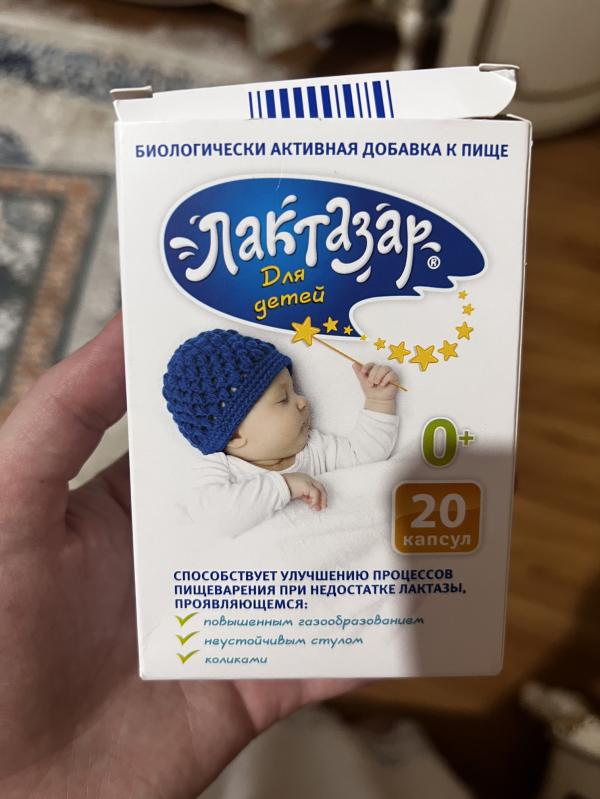 БИОЛОГИЧЕСКИ АКТИВНАЯ ДОБАВКА К ПИЩЕ
Лактазар®
Для
детей
0+
20
капсул
СПОСОБСТВУЕТ УЛУЧШЕНИЮ ПРОЦЕССОВ
ПИЩЕВАРЕНИЯ ПРИ НЕДОСТАТКЕ ЛАКТАЗЫ,
ПРОЯВЛЯЮЩЕМСЯ:
повышенным газообразованием
неустойчивым стулом
коликами